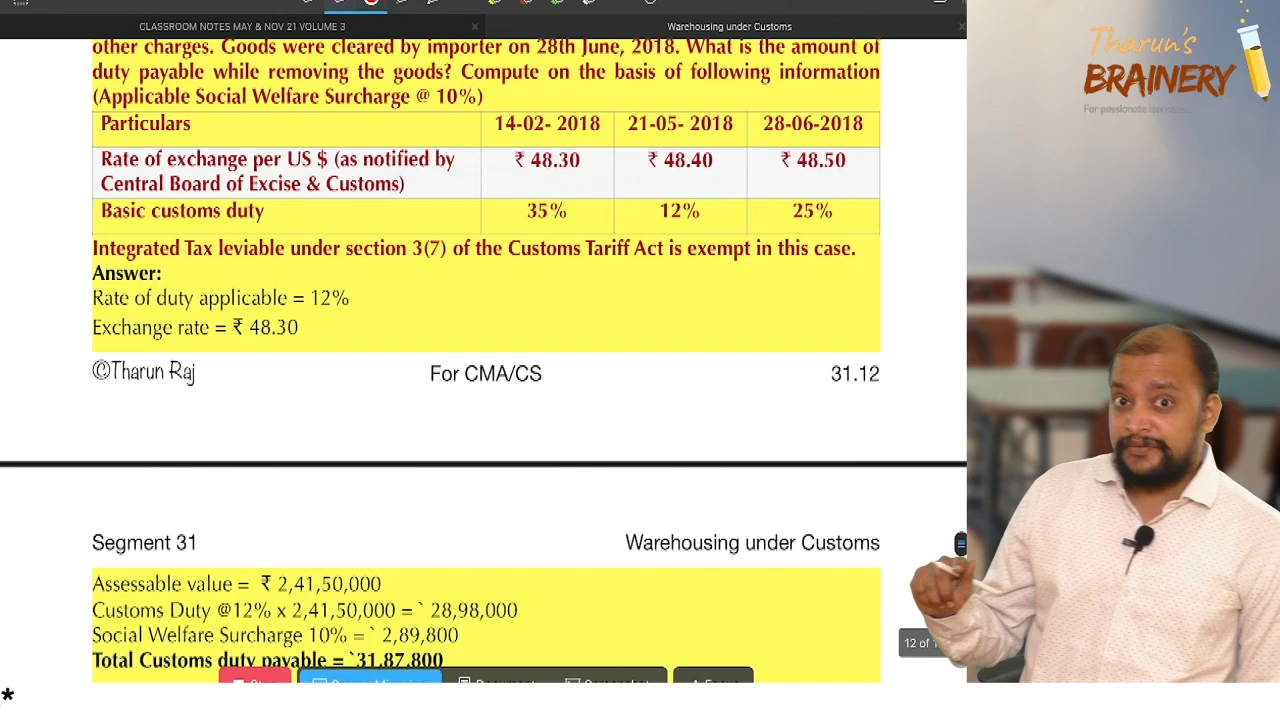 CLASSROOM NOTES MAY & NOV 21 VOLUME 3
Warehousing under Customs
Tharun's
BRAINERY
For passionate learners...
other charges. Goods were cleared by importer on 28th June, 2018. What is the amount of
duty payable while removing the goods? Compute on the basis of following information
(Applicable Social Welfare Surcharge @ 10%)
Particulars 14-02- 2018 21-05- 2018 28-06-2018
Rate of exchange per US $ (as notified by ₹ 48.30 ₹ 48.40 ₹ 48.50
Central Board of Excise & Customs)
Basic customs duty 35% 12% 25%
Integrated Tax leviable under section 3(7) of the Customs Tariff Act is exempt in this case.
Answer:
Rate of duty applicable = 12%
Exchange rate = ₹ 48.30
©Tharun Raj For CMA/CS 31.12
Segment 31 Warehousing under Customs
Assessable value = ₹ 2,41,50,000
Customs Duty @12% x 2,41,50,000 = ` 28,98,000
Social Welfare Surcharge 10% = ` 2,89,800
Total Customs duty payable = `31,87,800
12 of
*